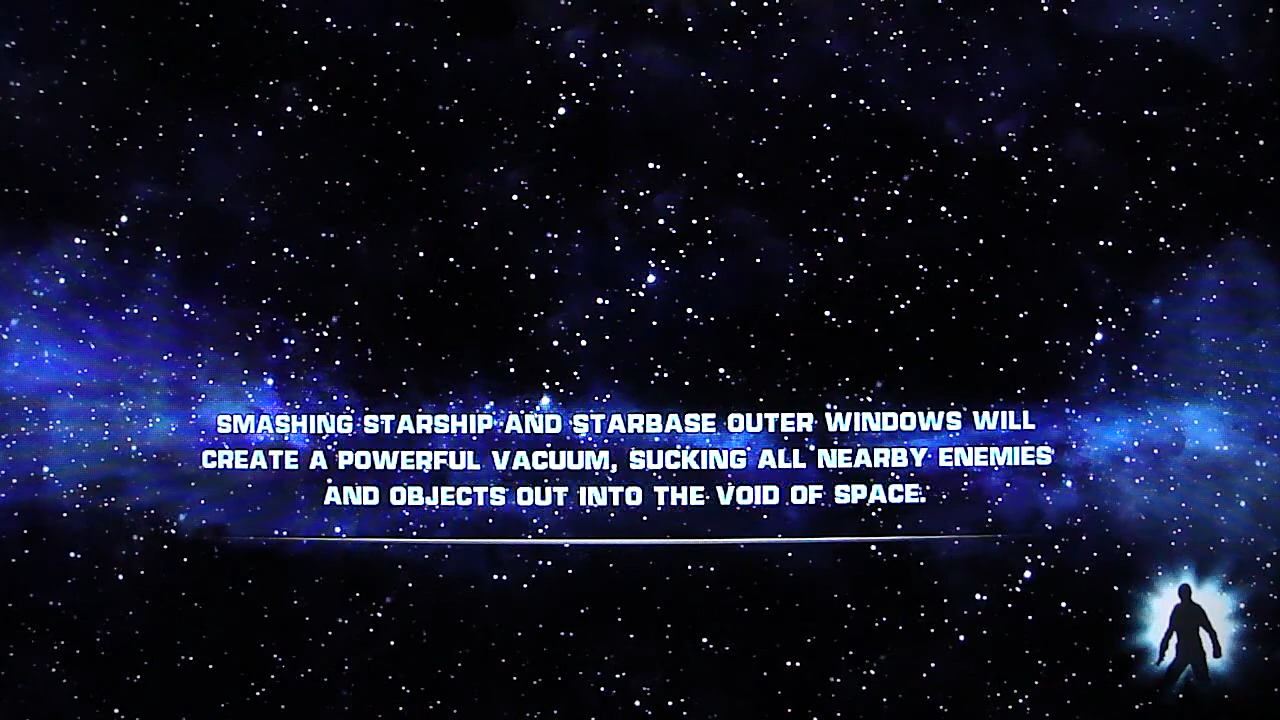 SMASHING STARSHIP AND STARBASE OUTER WINDOWS WILL
CREATE A POWERFUL VACUUM, SUCKING ALL NEARBY ENEMIES
AND OBJECTS OUT INTO THE VOID OF SPACE.